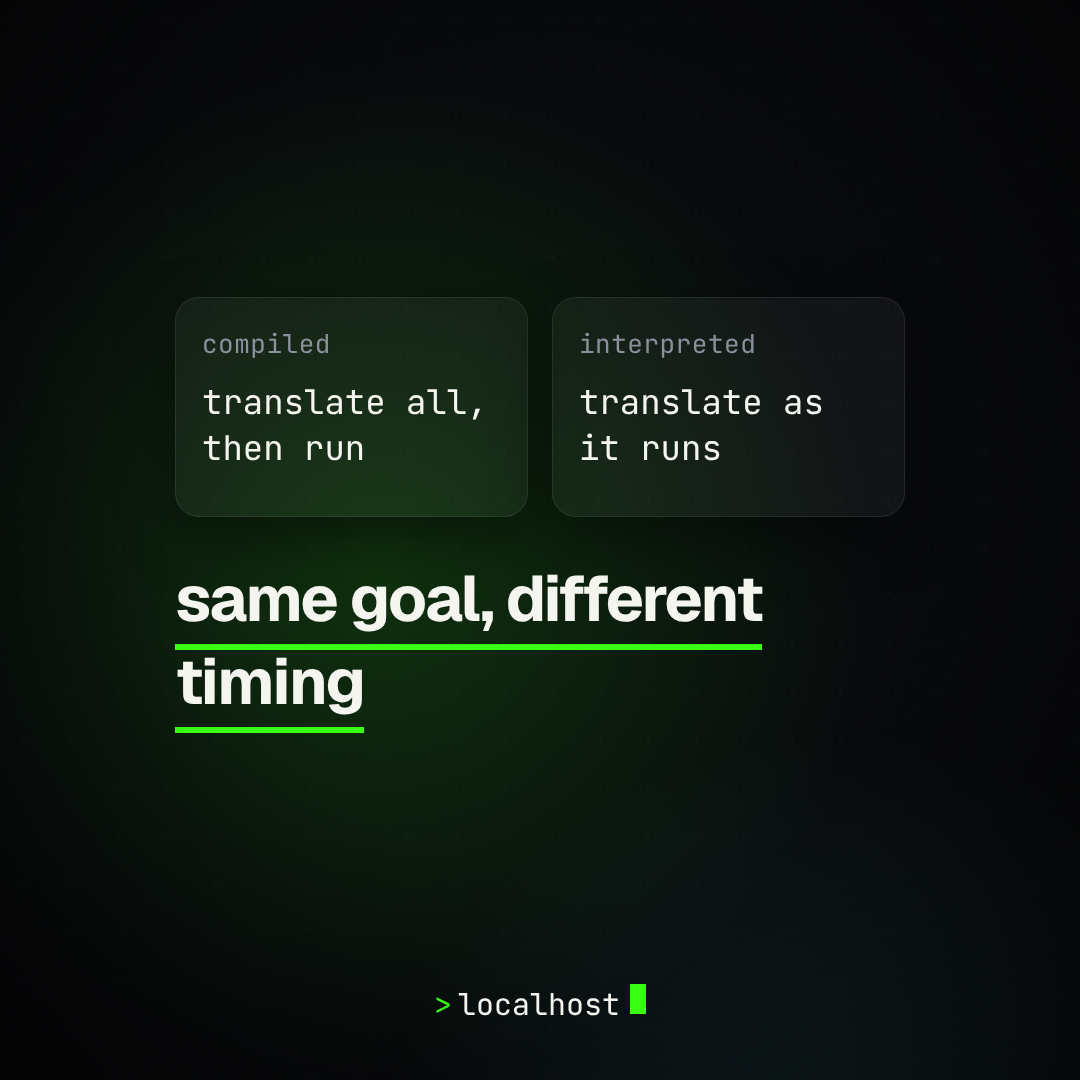 compiled
translate all,
then run
interpreted
translate as
it runs
same goal, different
timing
>localhost